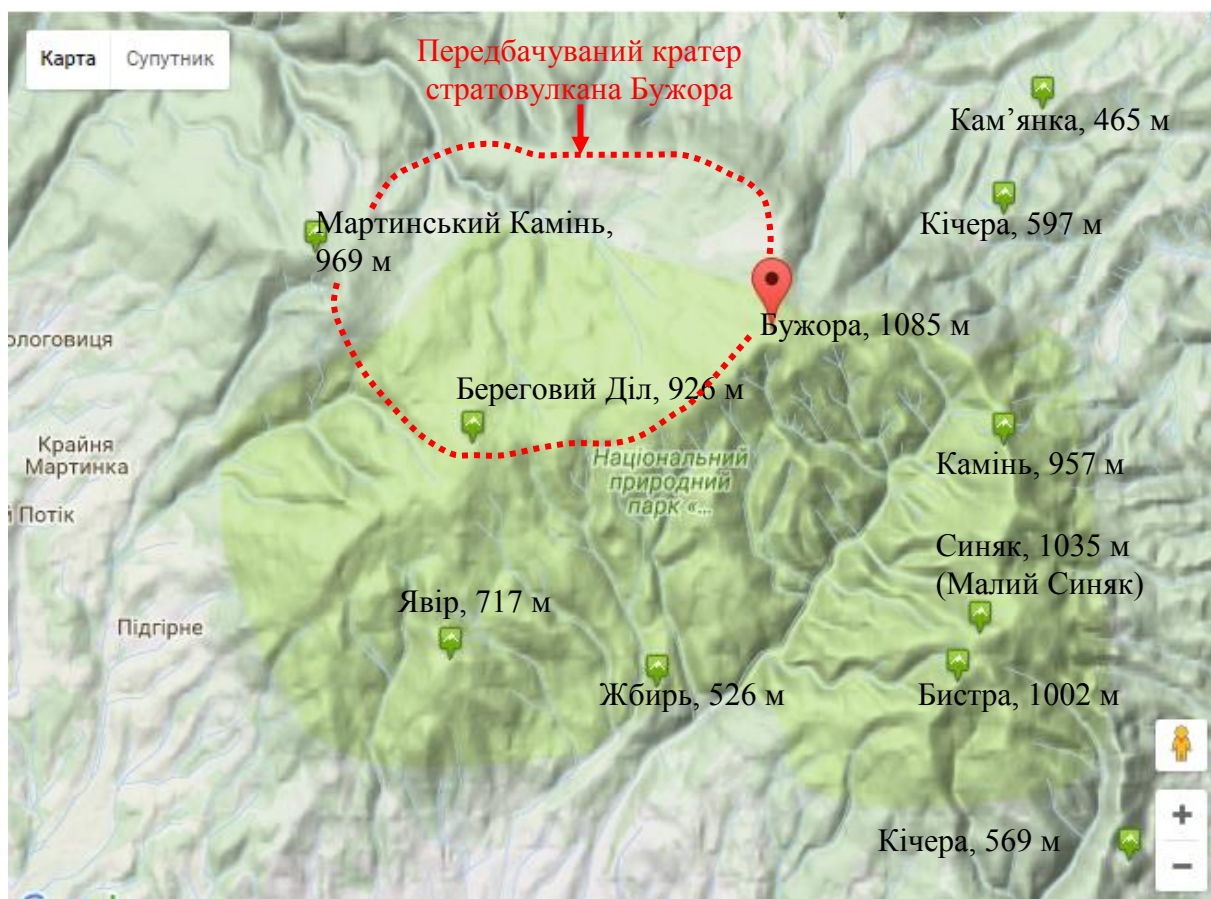 Карта Супутник
Передбачуваний кратер
стратовулкана Бужора
Кам’янка, 465 м
Мартинський Камінь,
969 м
Кічера, 597 м
Бужора, 1085 м
ологовиця
Береговий Діл, 926 м
Крайня
Мартинка
Національний
природний
парк «...
Камінь, 957 м
й Потік
Синяк, 1035 м
(Малий Синяк)
Явір, 717 м
Підгірне
Жбирь, 526 м
Бистра, 1002 м
+
Кічера, 569 м
−